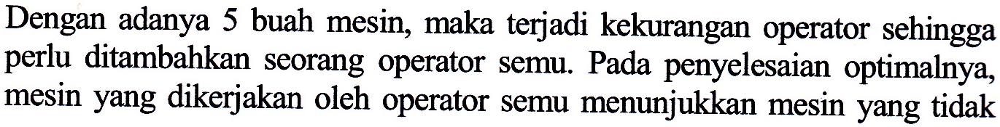 Dengan adanya 5 buah mesin, maka terjadi kekurangan operator sehingga
perlu ditambahkan seorang operator semu. Pada penyelesaian optimalnya,
mesin yang dikerjakan oleh operator semu menunjukkan mesin yang tidak